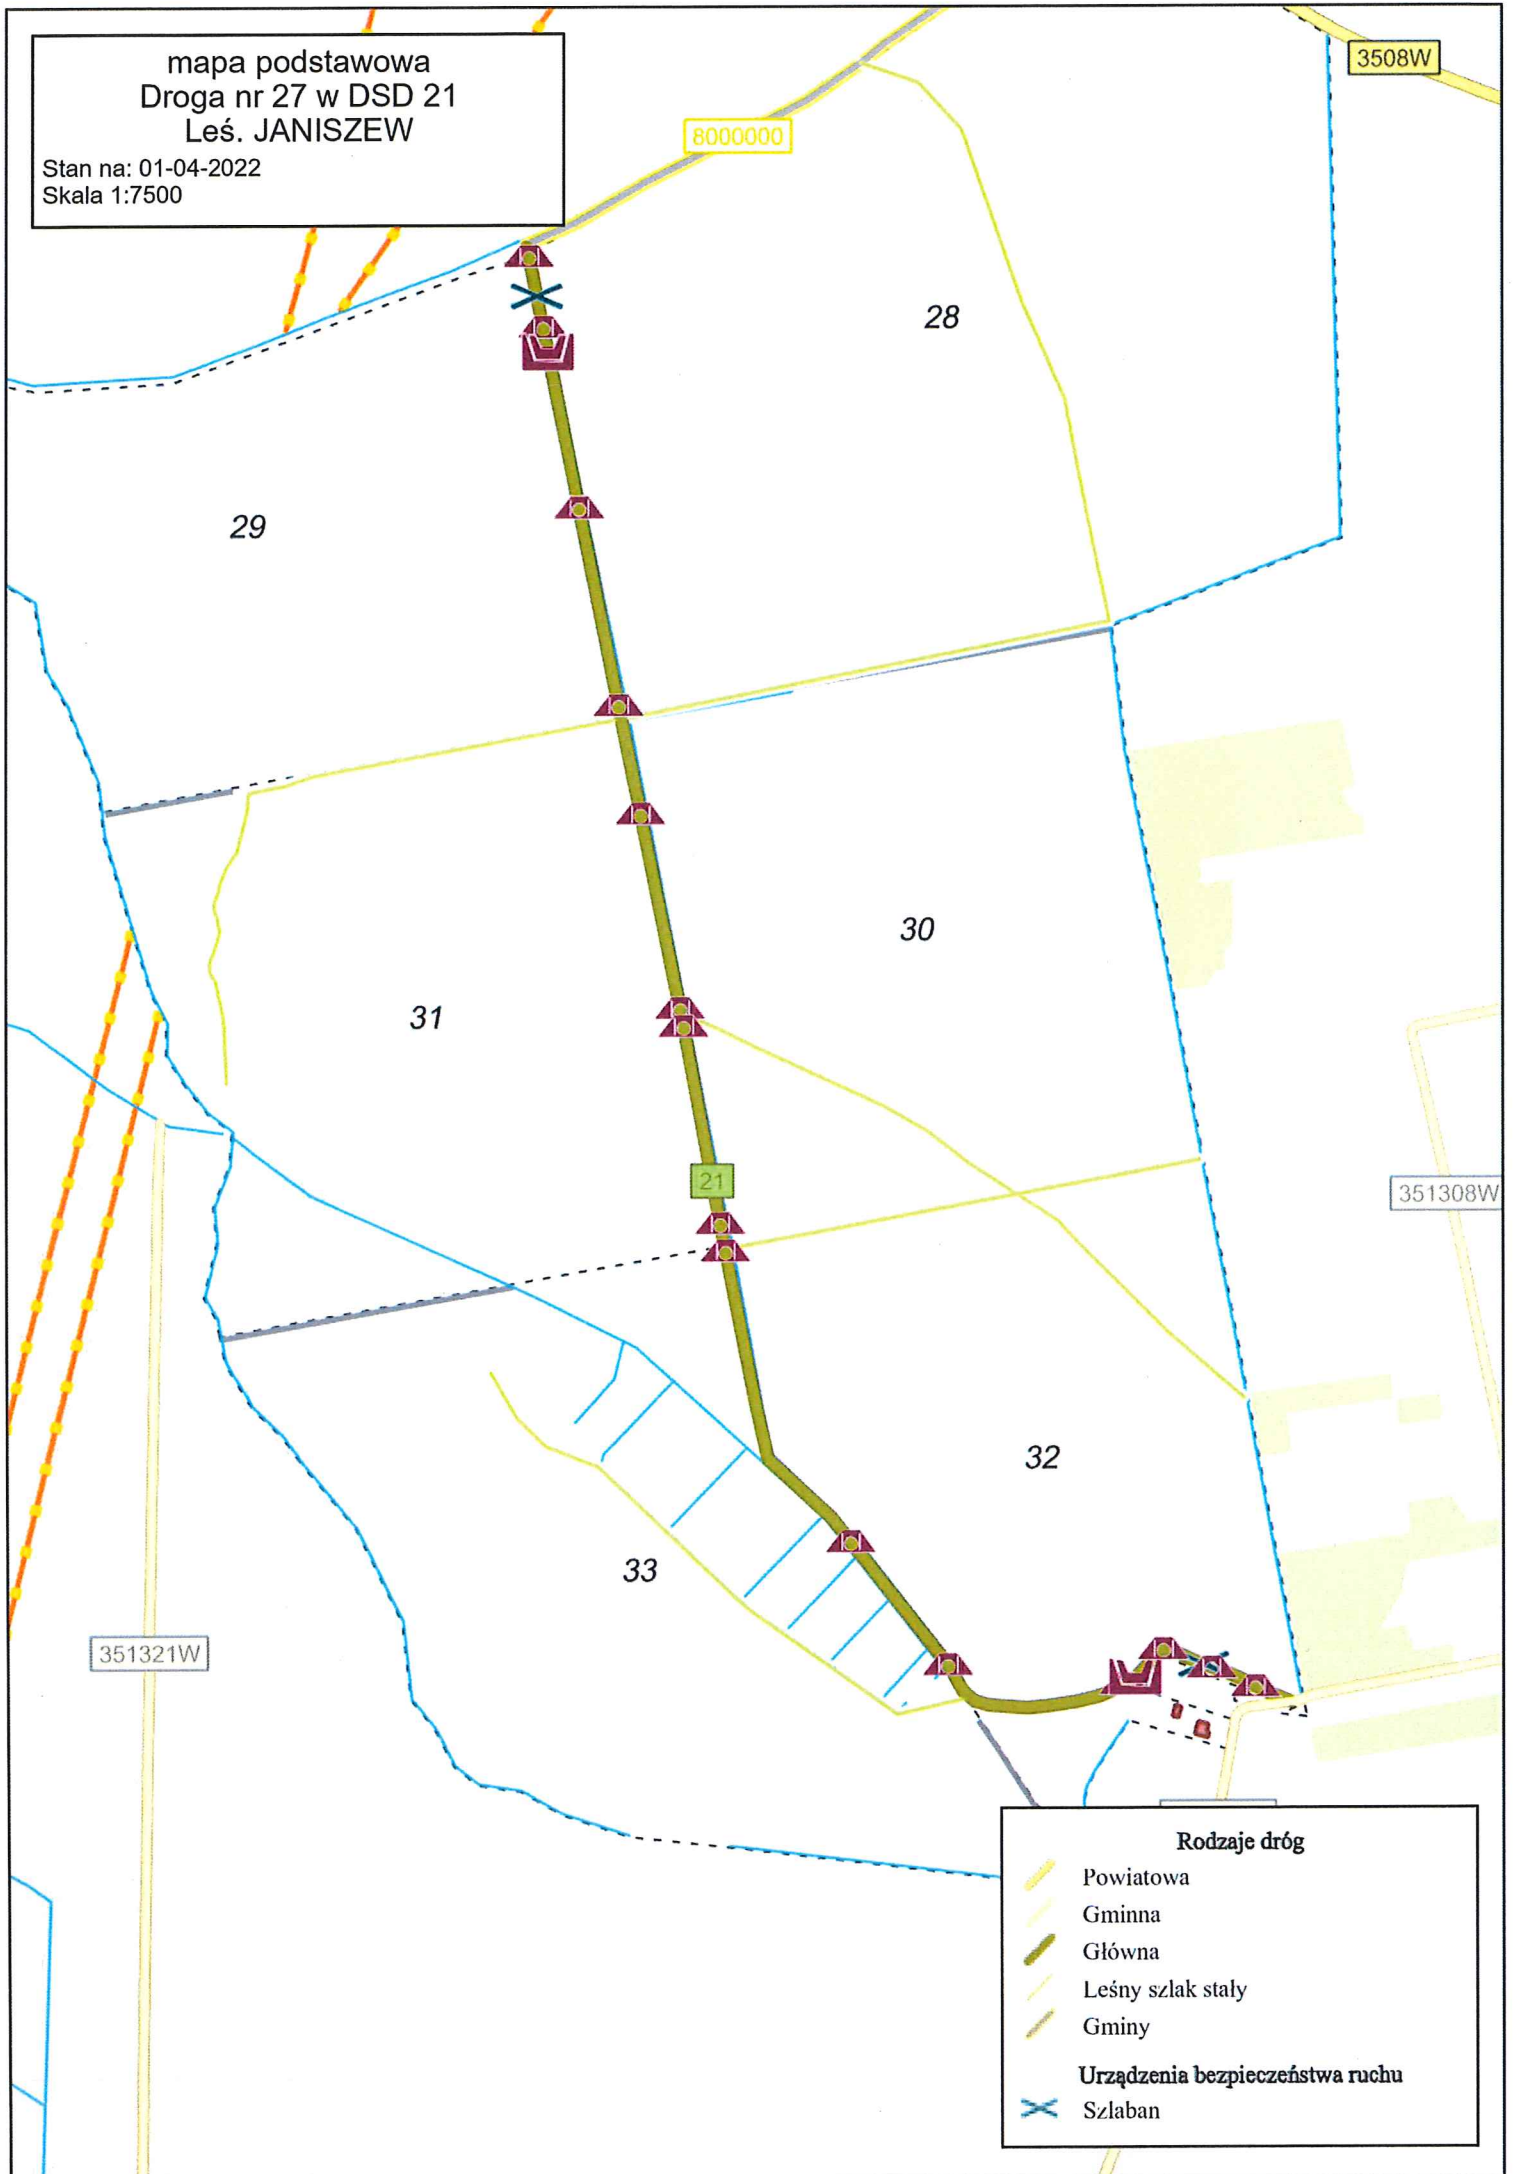 mapa podstawowa
Droga nr 27 w DSD 21
Leś. JANISZEW
Stan na: 01-04-2022
Skala 1:7500
3508W
8000000
28
29
30
31
21
351308W
32
33
351321W
Rodzaje dróg
Powiatowa
Gminna
Główna
Leśny szlak stały
Gminy
Urządzenia bezpieczeństwa ruchu
Szlaban